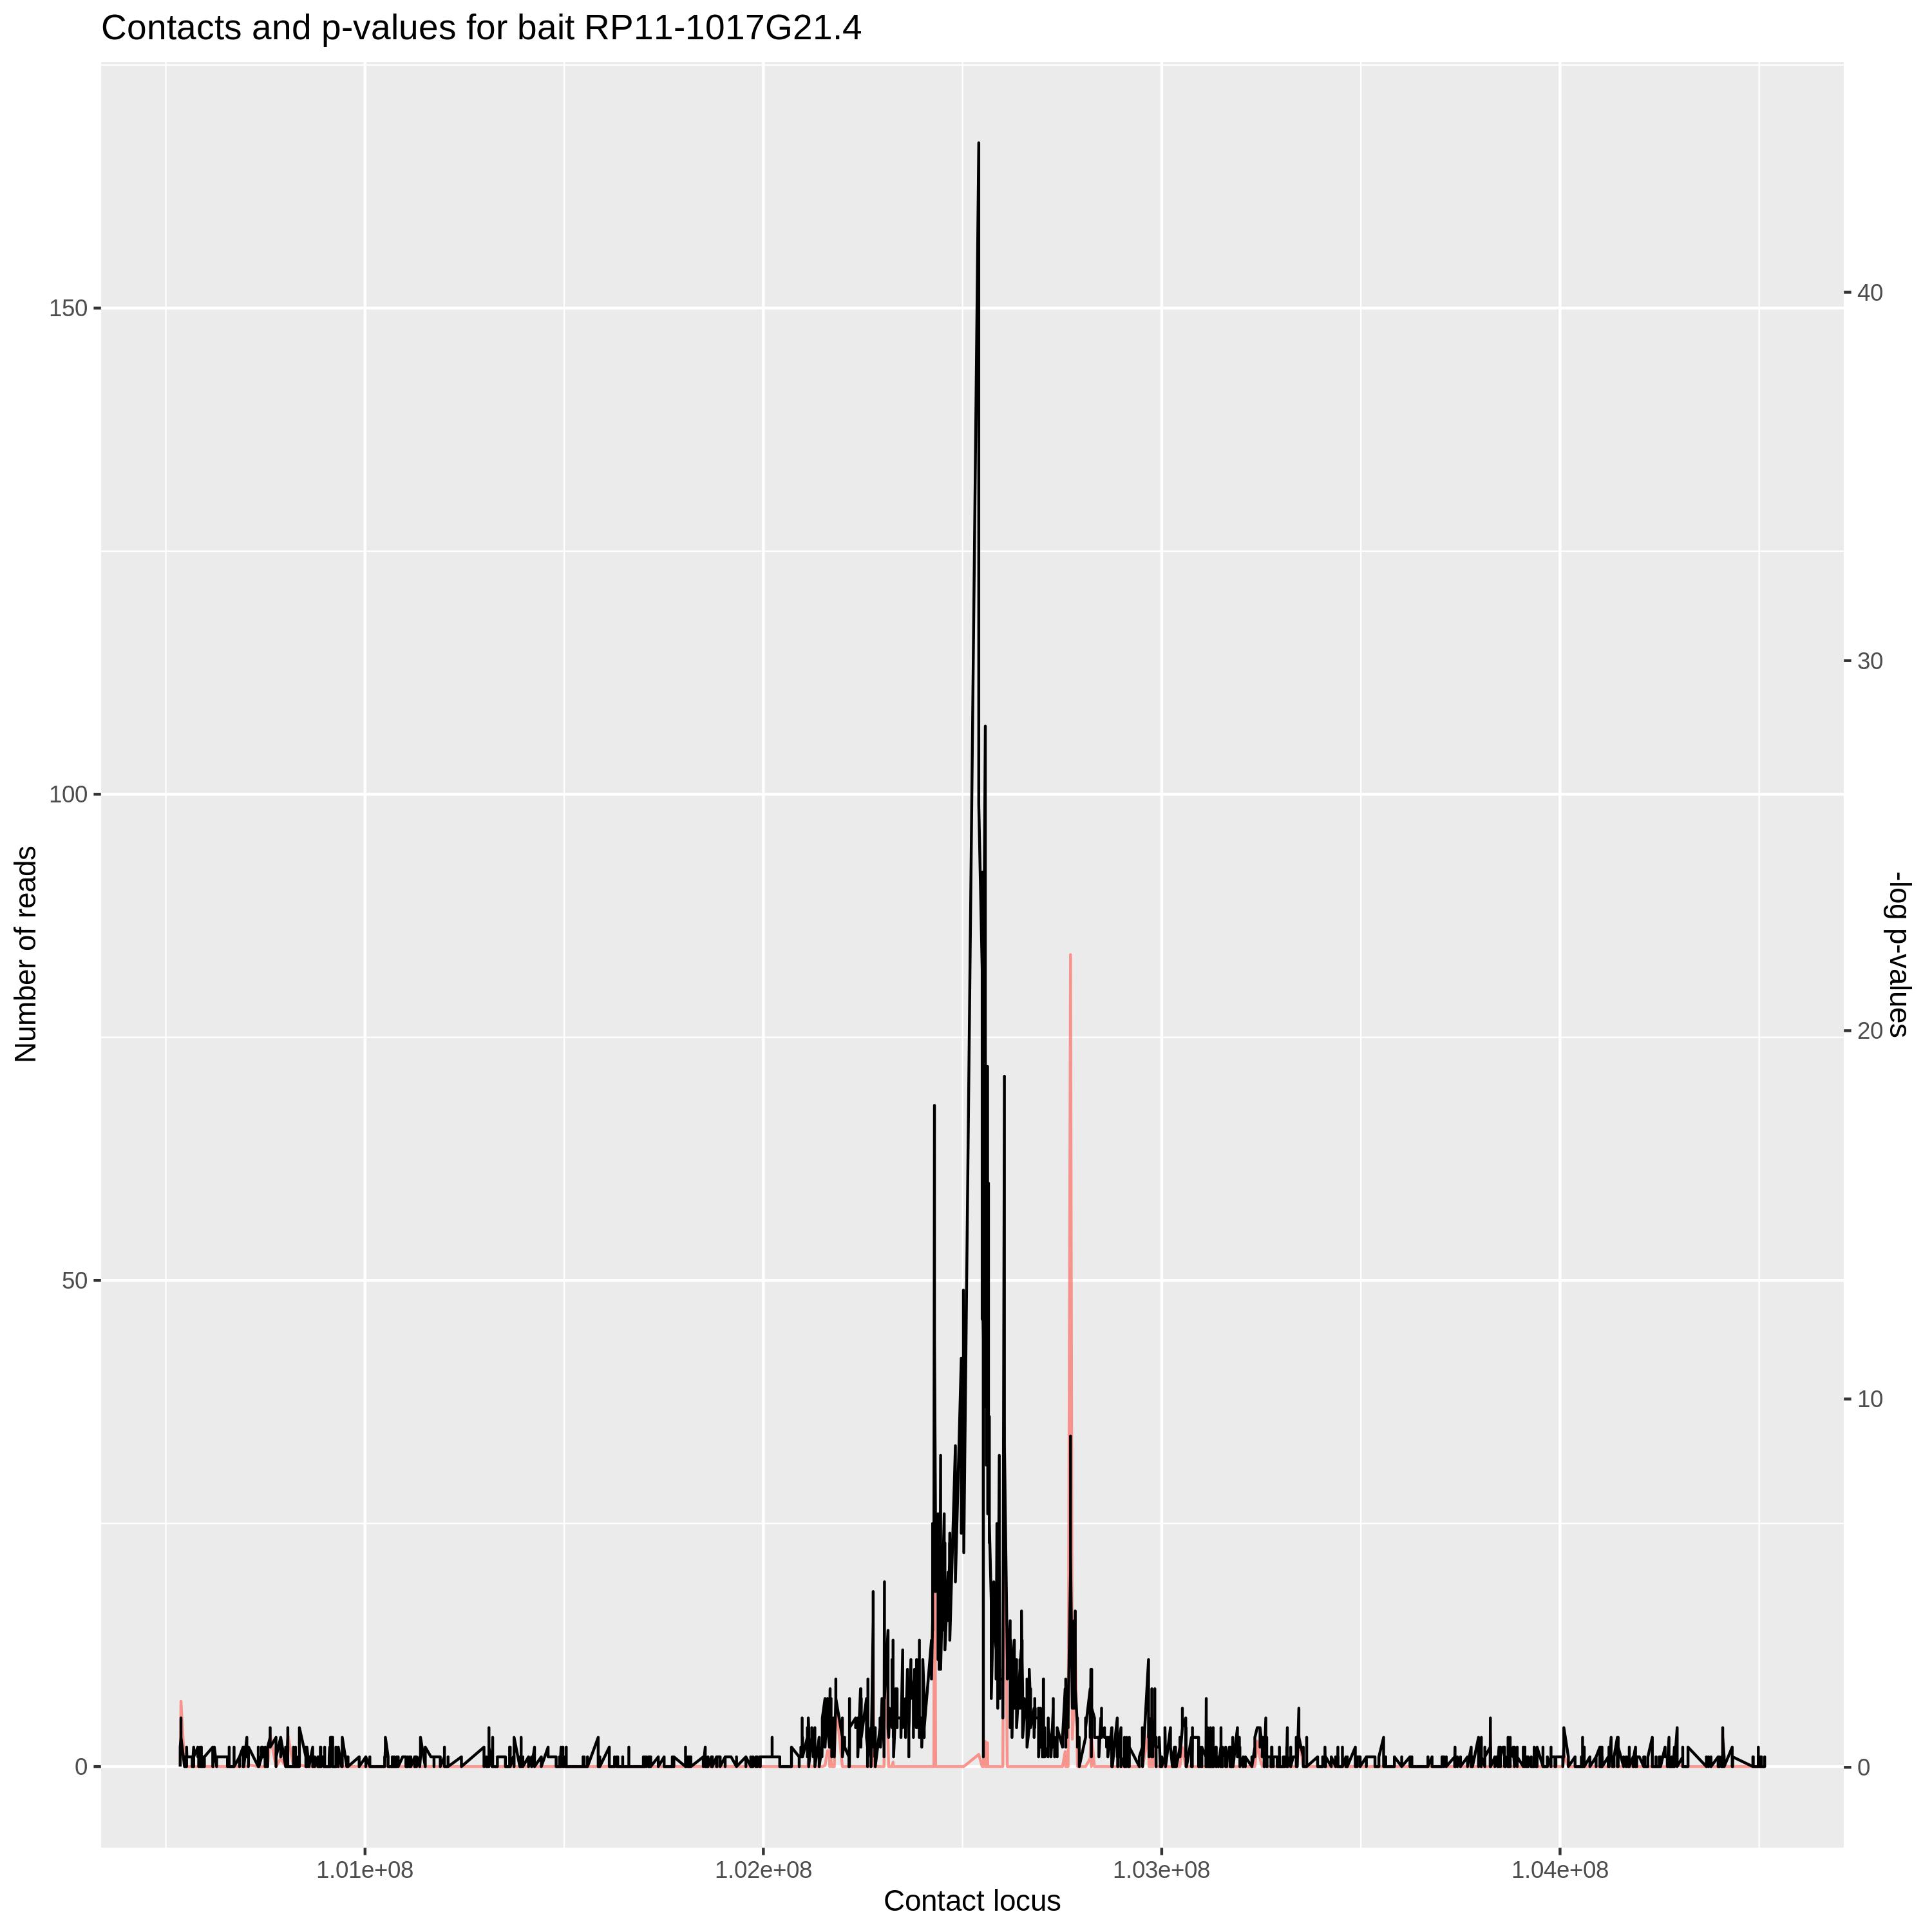 Contacts and p-values for bait RP11-1017G21.4
150
100
50
0
Number of reads
40
30
20
10
0
-log p-values
1.01e+08
1.02e+08
1.03e+08
1.04e+08
Contact locus